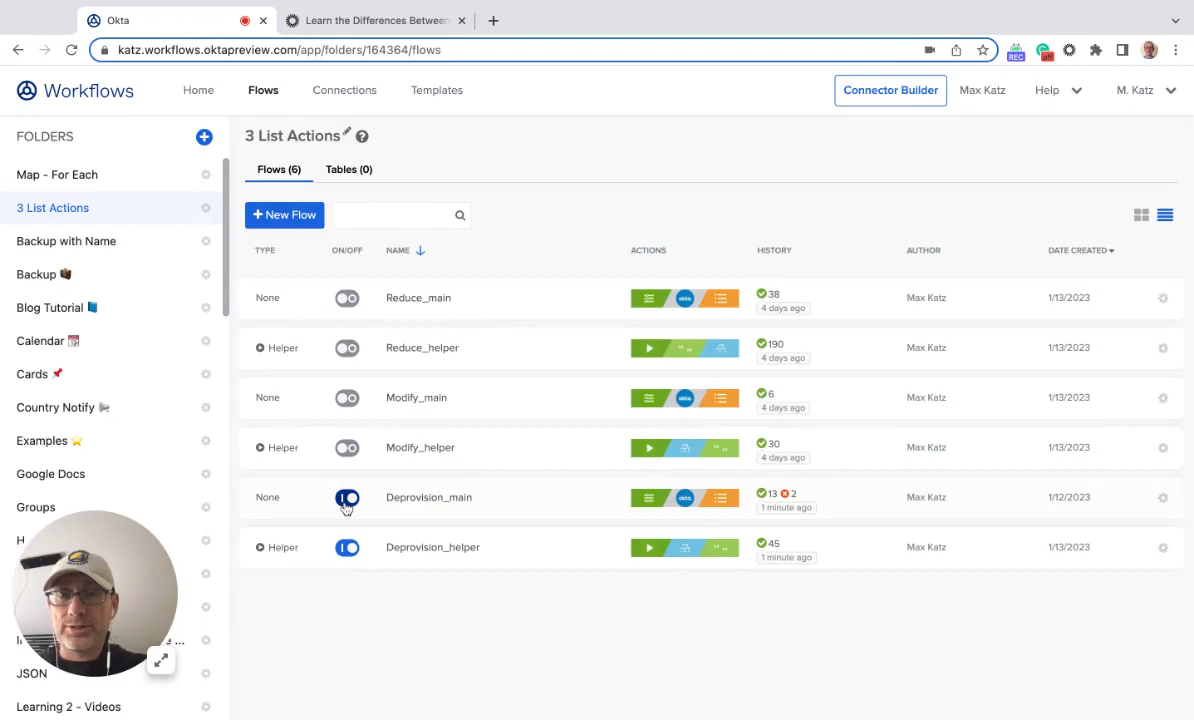 Okta
Learn the Differences Between
katz.workflows.oktapreview.com/app/folders/164364/flows
REC
off
Workflows
Home
Flows
Connections
Templates
Connector Builder
Max Katz
Help
M. Katz
FOLDERS
Map - For Each
3 List Actions
Backup with Name
Backup
Blog Tutorial
Calendar
Cards
Country Notify
Examples
Google Docs
Groups
H
...
JSON
Learning 2 - Videos
3 List Actions
Flows (6)
Tables (0)
+ New Flow
TYPE ON/OFF NAME ACTIONS HISTORY AUTHOR DATE CREATED
None Reduce_main okta 38 Max Katz 1/13/2023
4 days ago
Helper Reduce_helper 190 Max Katz 1/13/2023
4 days ago
None Modify_main okta 6 Max Katz 1/13/2023
4 days ago
Helper Modify_helper 30 Max Katz 1/13/2023
4 days ago
None Deprovision_main okta 13 2 Max Katz 1/12/2023
1 minute ago
Helper Deprovision_helper 45 Max Katz 1/13/2023
1 minute ago